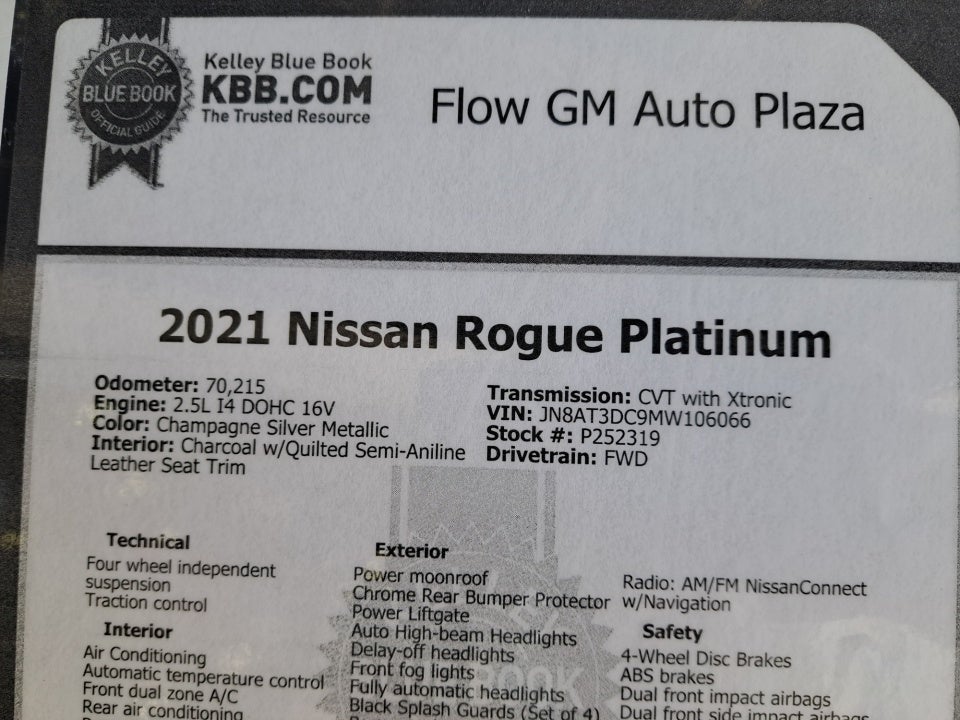 KELLEY
BLUE BOOK
OFFICIAL GUIDE
Kelley Blue Book
KBB.COM
The Trusted Resource
Flow GM Auto Plaza
2021 Nissan Rogue Platinum
Odometer: 70,215
Engine: 2.5L I4 DOHC 16V
Color: Champagne Silver Metallic
Interior: Charcoal w/Quilted Semi-Aniline
Leather Seat Trim
Transmission: CVT with Xtronic
VIN: JN8AT3DC9MW106066
Stock #: P252319
Drivetrain: FWD
Technical
Four wheel independent
suspension
Traction control
Interior
Air Conditioning
Automatic temperature control
Front dual zone A/C
Rear air conditioning
Exterior
Power moonroof
Chrome Rear Bumper Protector
Power Liftgate
Auto High-beam Headlights
Delay-off headlights
Front fog lights
Fully automatic headlights
Black Splash Guards (Set of 4)
Radio: AM/FM NissanConnect
w/Navigation
Safety
4-Wheel Disc Brakes
ABS brakes
Dual front impact airbags
Dual front side impact airbags